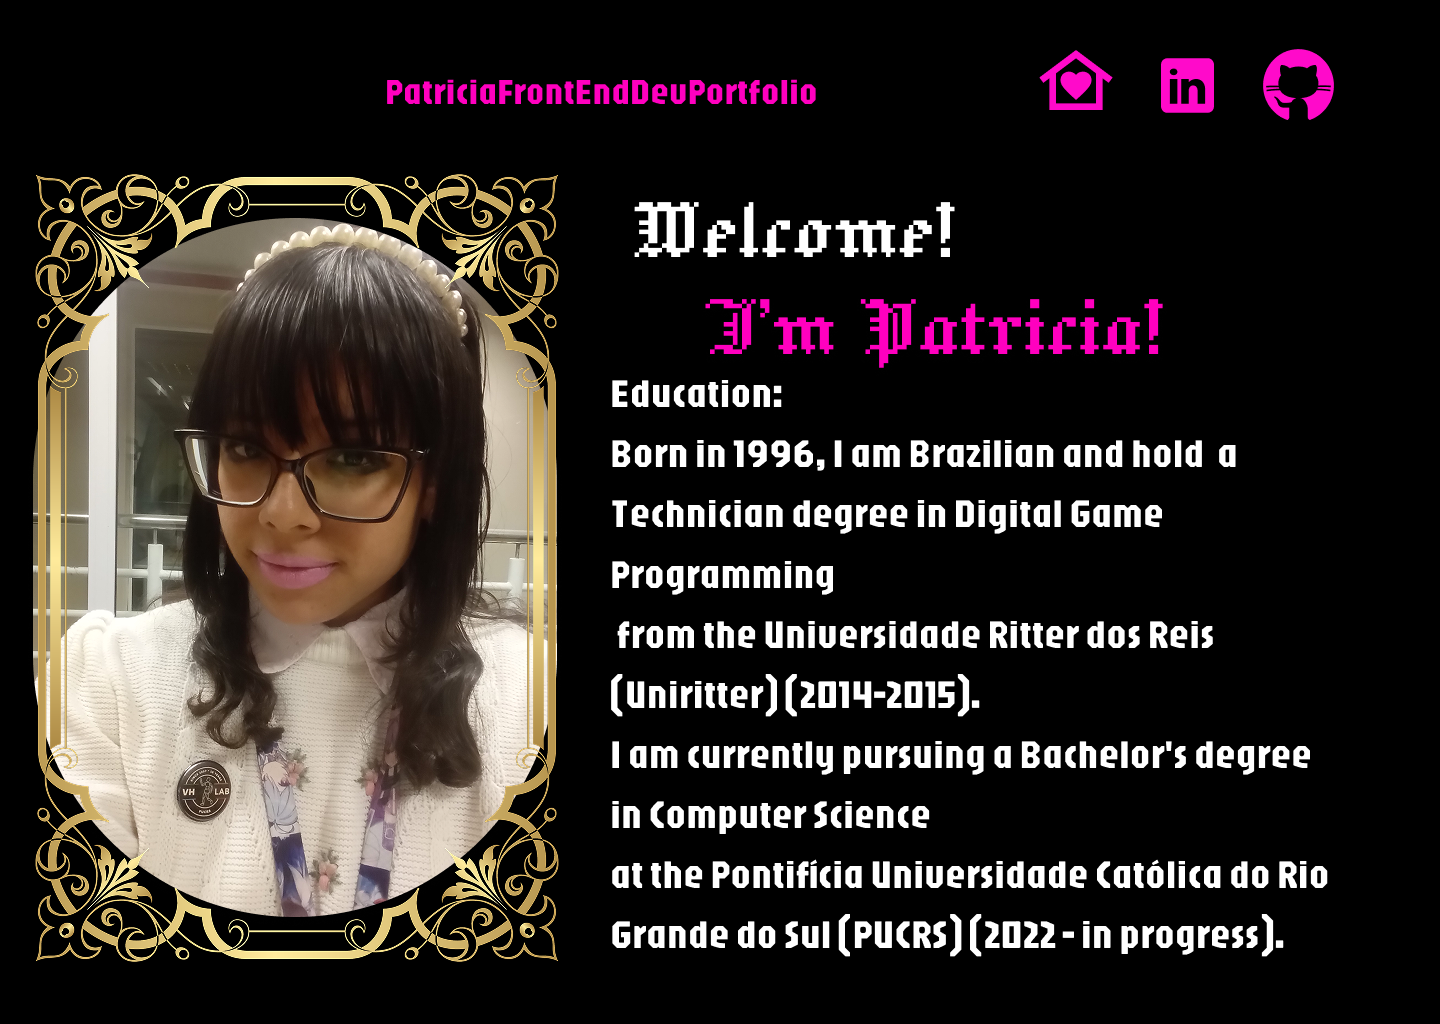 PatriciaFrontEndDevPortfolio
in
Welcome!
I'm Patricia!
Education:
Born in 1996, I am Brazilian and hold  a
Technician degree in Digital Game
Programming
from the Universidade Ritter dos Reis
(Uniritter) (2014-2015).
I am currently pursuing a Bachelor's degree
in Computer Science
at the Pontifícia Universidade Católica do Rio
Grande do Sul (PUCRS) (2022 - in progress).
VH LAB
PUCRS